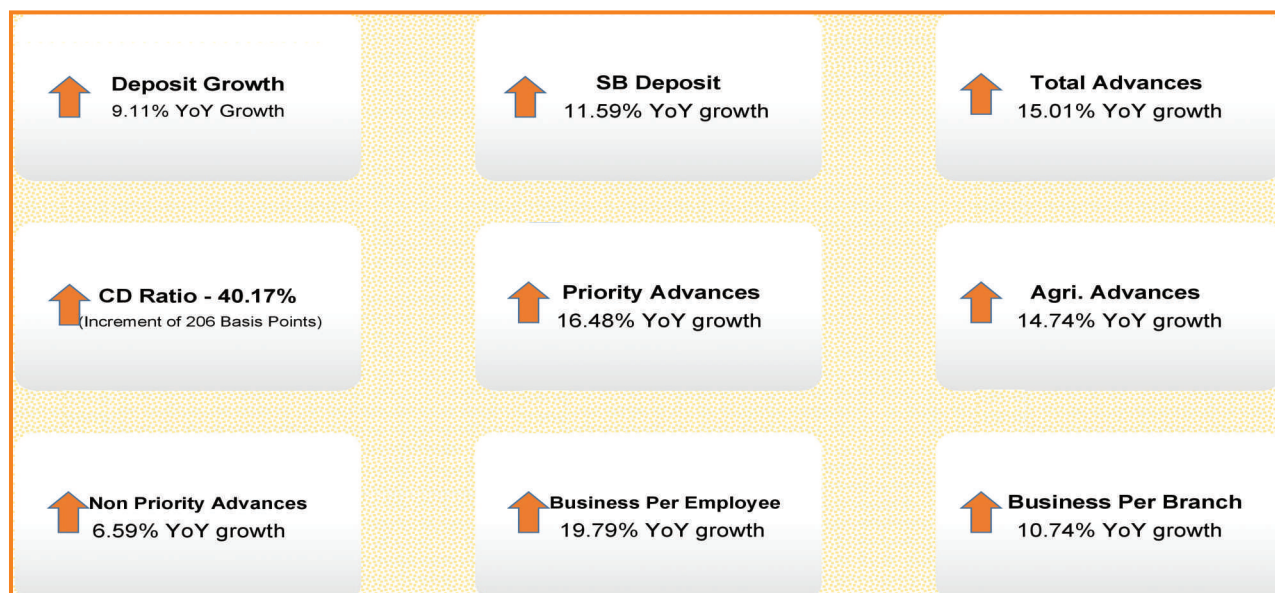 Deposit Growth
9.11% YoY Growth
SB Deposit
11.59% YoY growth
Total Advances
15.01% YoY growth
CD Ratio - 40.17%
(Increment of 206 Basis Points)
Priority Advances
16.48% YoY growth
Agri. Advances
14.74% YoY growth
Non Priority Advances
6.59% YoY growth
Business Per Employee
19.79% YoY growth
Business Per Branch
10.74% YoY growth